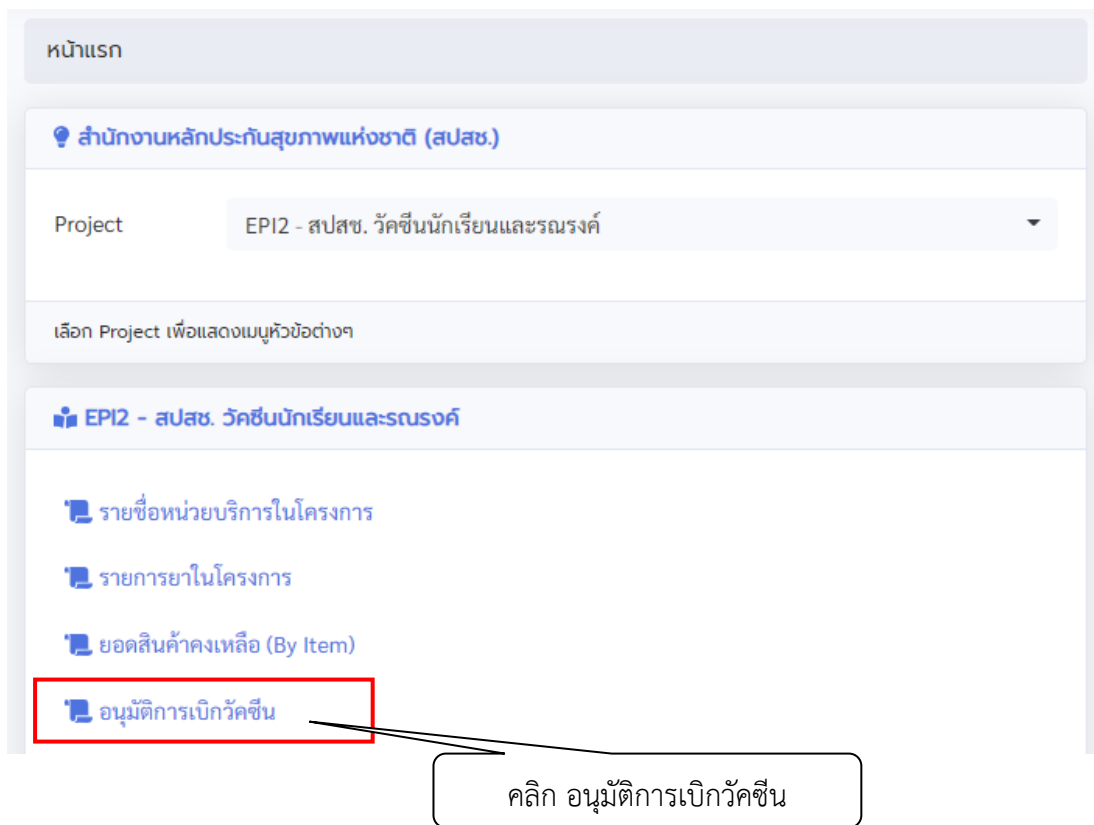 หน้าแรก
สำนักงานหลักประกันสุขภาพแห่งชาติ (สปสช.)
Project EPI2 - สปสช. วัคซีนนักเรียนและรณรงค์
เลือก Project เพื่อแสดงเมนูหัวข้อต่างๆ
EPI2 - สปสช. วัคซีนนักเรียนและรณรงค์
รายชื่อหน่วยบริการในโครงการ
รายการยาในโครงการ
ยอดสินค้าคงเหลือ (By Item)
อนุมัติการเบิกวัคซีน
คลิก อนุมัติการเบิกวัคซีน